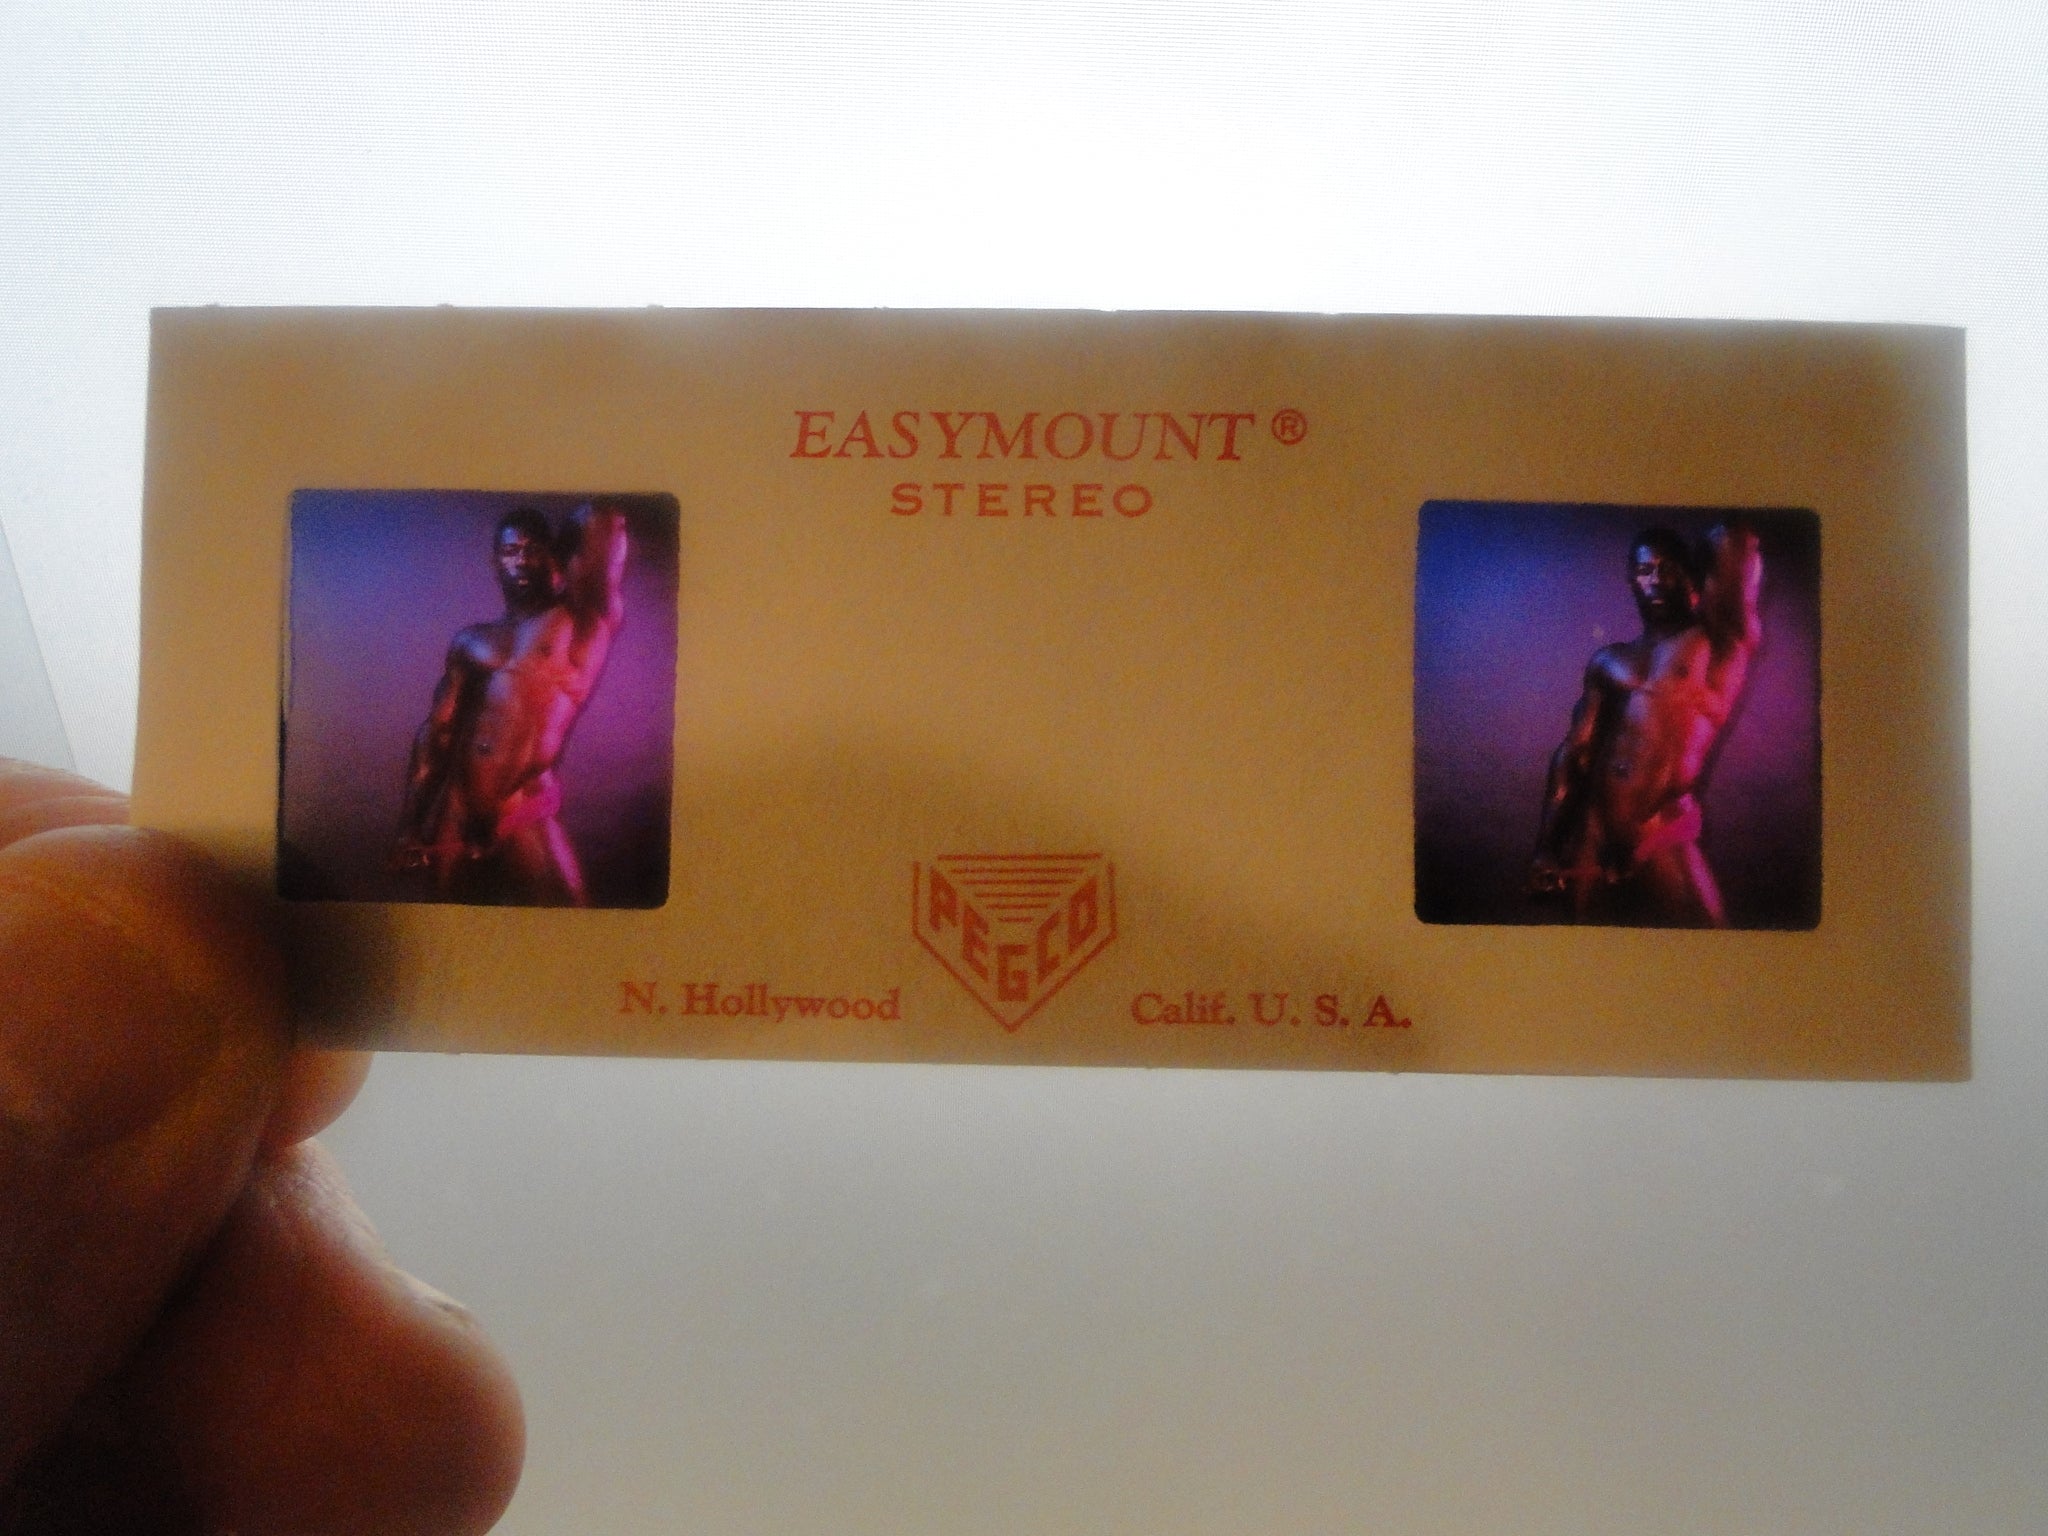 EASYMOUNT ®
STEREO
PEGCO
N. Hollywood Calif. U. S. A.